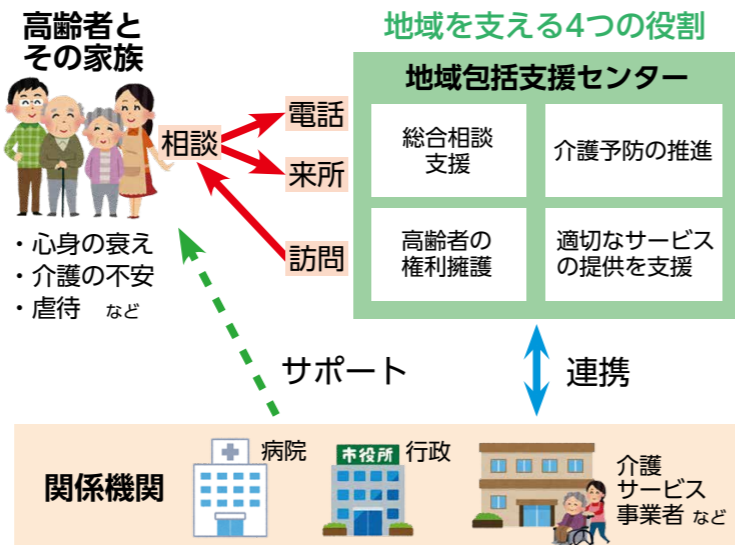 高齢者と
その家族
・心身の衰え
・介護の不安
・虐待 など
相談
電話
来所
訪問
地域を支える4つの役割
地域包括支援センター
総合相談
支援
介護予防の推進
高齢者の
権利擁護
適切なサービス
の提供を支援
サポート
連携
関係機関
病院
市役所
行政
介護
サービス
事業者 など